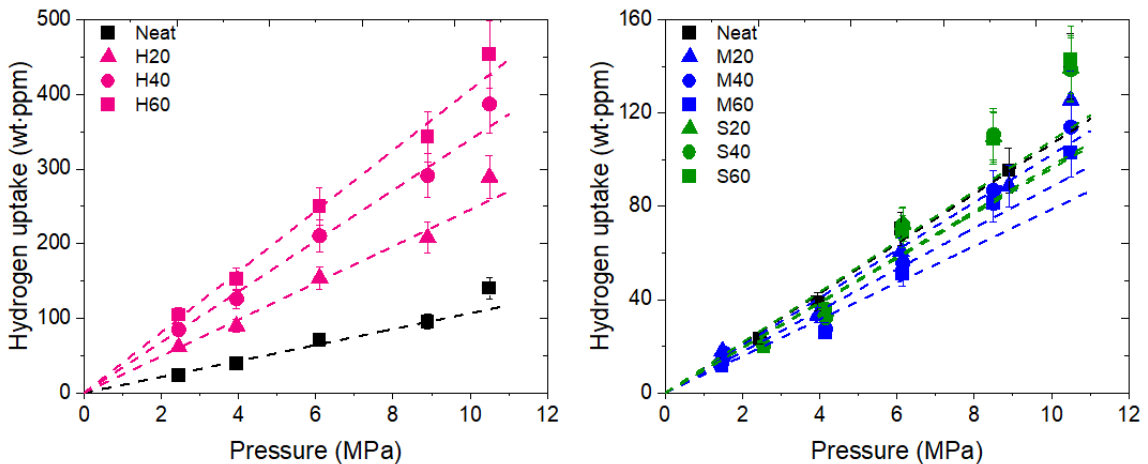 500
400
300
200
100
0
Hydrogen uptake (wt·ppm)
Neat
H20
H40
H60
0 2 4 6 8 10 12
Pressure (MPa)
160
120
80
40
0
Hydrogen uptake (wt·ppm)
Neat
M20
M40
M60
S20
S40
S60
0 2 4 6 8 10 12
Pressure (MPa)